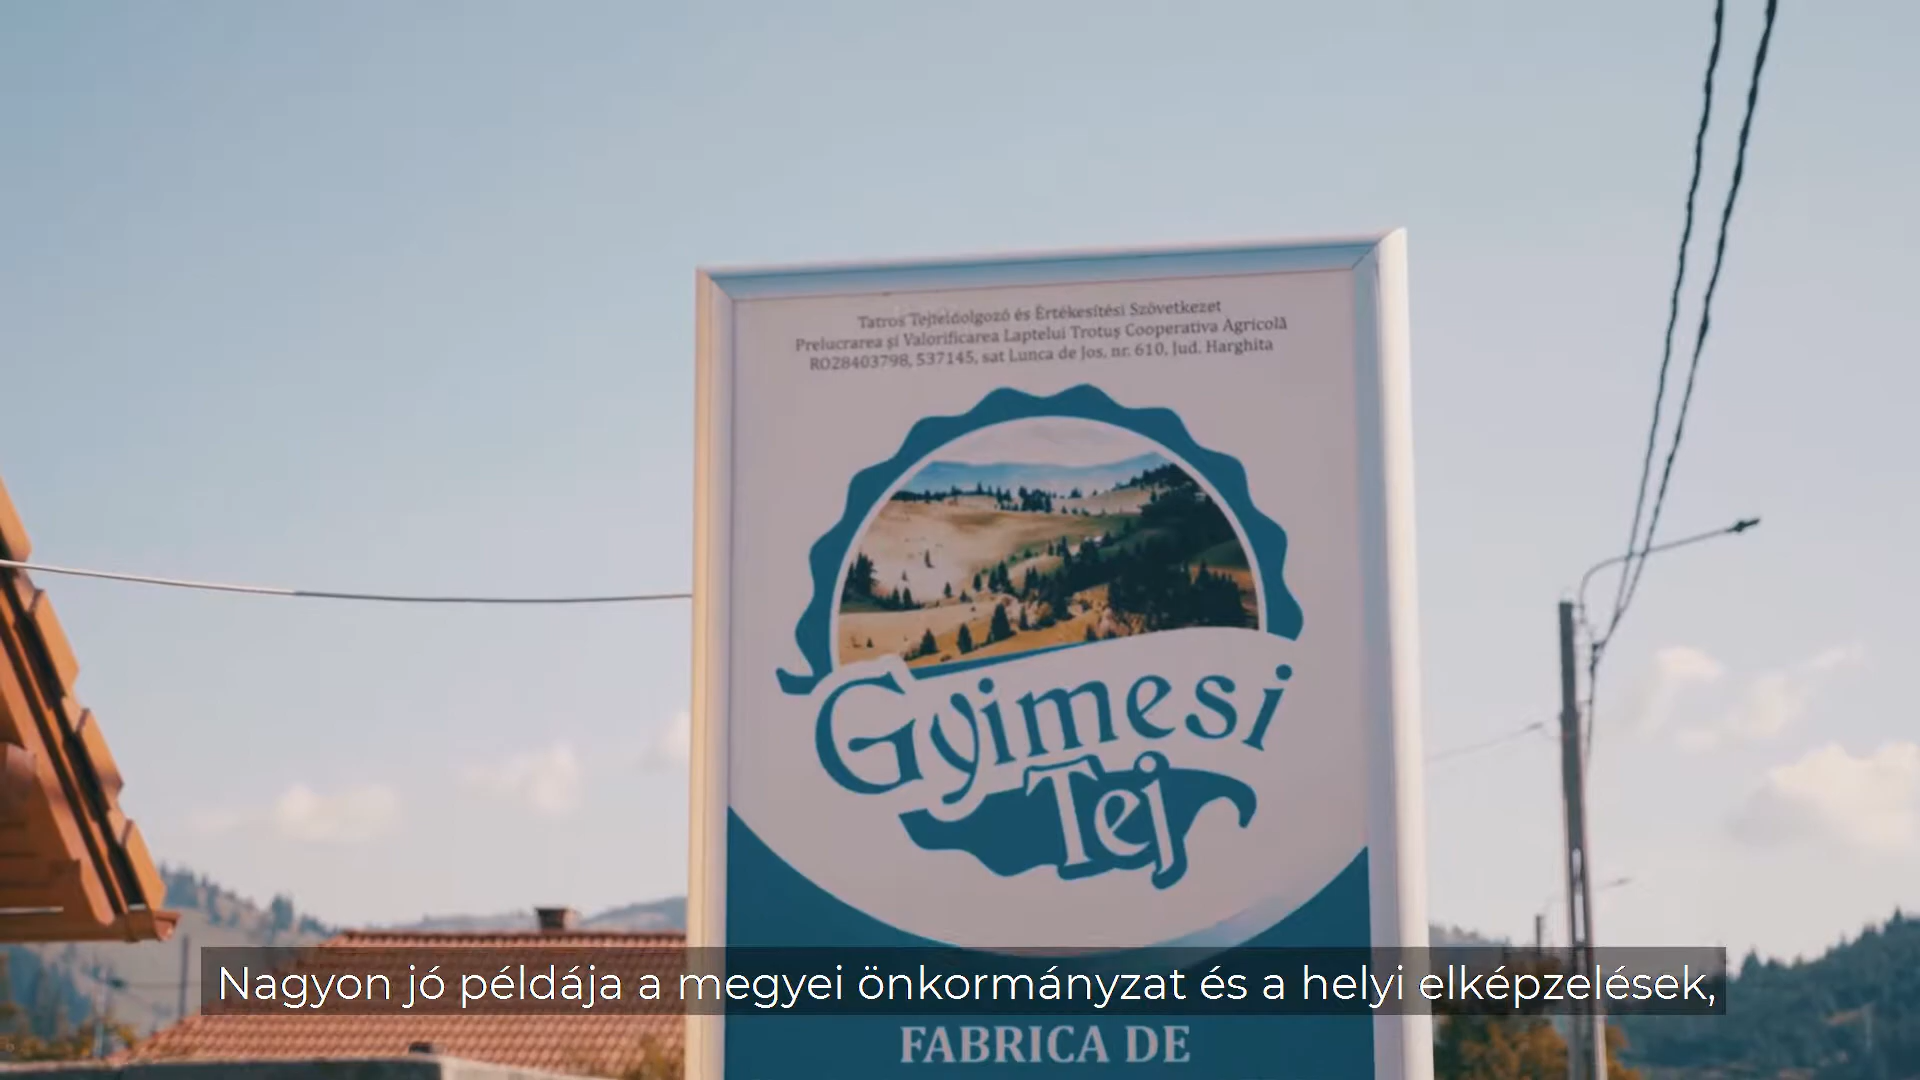 Tatros Tejfeldolgozó és Értékesítési Szövetkezet
Prelucrarea și Valorificarea Laptelui Trotuș Cooperativa Agricolă
RO28403798, 537145, sat Lunca de Jos, nr. 610, Jud. Harghita
Gyimesi
Tej
Nagyon jó példája a megyei önkormányzat és a helyi elképzelések,
FABRICA DE